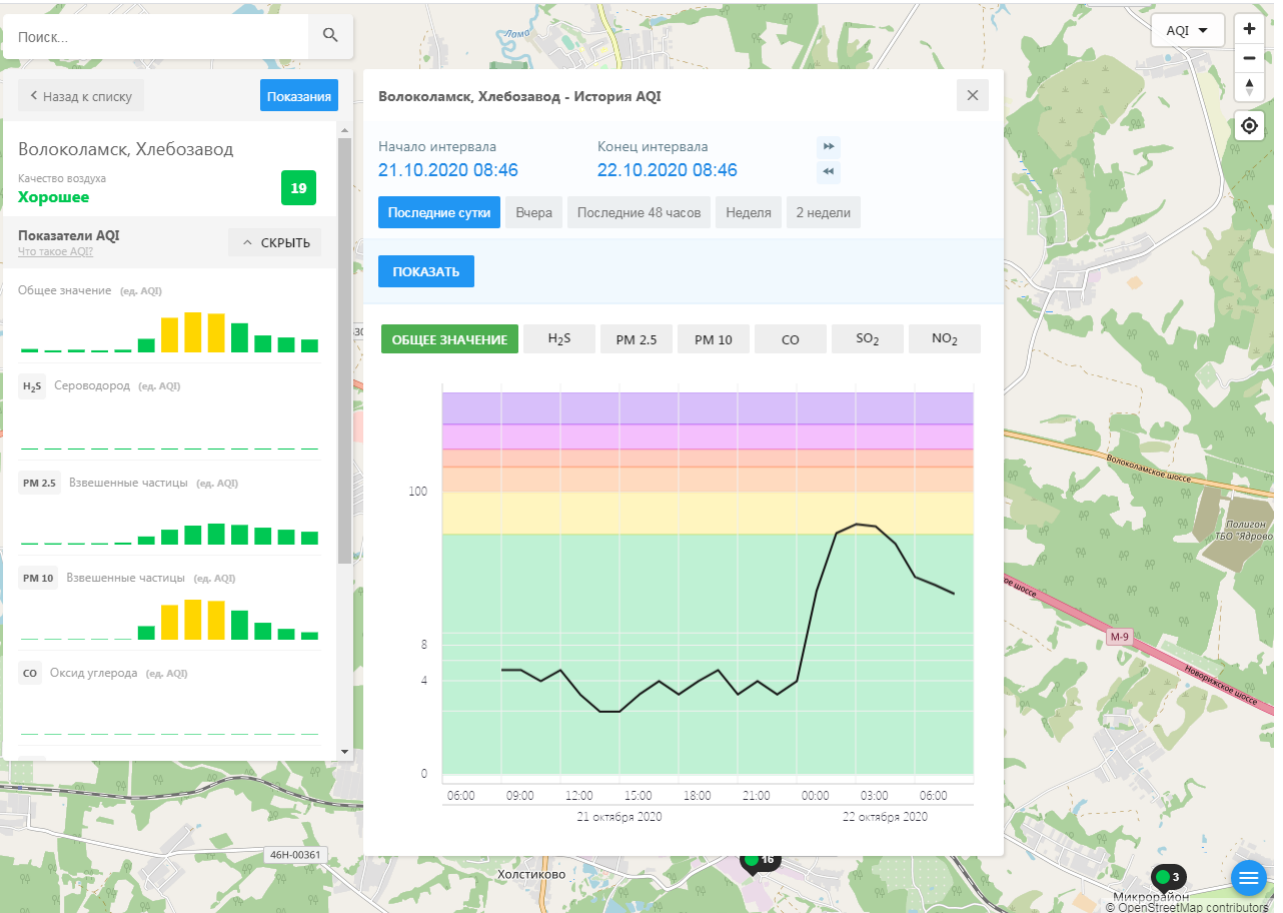 Поиск...
AQI
Лама
Назад к списку
Показания
Волоколамск, Хлебозавод
Качество воздуха
Хорошее
19
Показатели AQI
Что такое AQI?
СКРЫТЬ
Общее значение (ед. AQI)
H₂S Сероводород (ед. AQI)
PM 2.5 Взвешенные частицы (ед. AQI)
PM 10 Взвешенные частицы (ед. AQI)
CO Оксид углерода (ед. AQI)
Волоколамск, Хлебозавод - История AQI
Начало интервала
21.10.2020 08:46
Конец интервала
22.10.2020 08:46
Последние сутки
Вчера
Последние 48 часов
Неделя
2 недели
ПОКАЗАТЬ
ОБЩЕЕ ЗНАЧЕНИЕ
H₂S
PM 2.5
PM 10
CO
SO₂
NO₂
100
8
4
0
06:00 09:00 12:00 15:00 18:00 21:00 00:00 03:00 06:00
21 октября 2020 22 октября 2020
Волоколамское шоссе
Полигон
ТБО "Ядрово
ое шоссе
M-9
Новорижское шоссе
46Н-00361
16
Холстиково
3
Микрорайон
© OpenStreetMap contributors